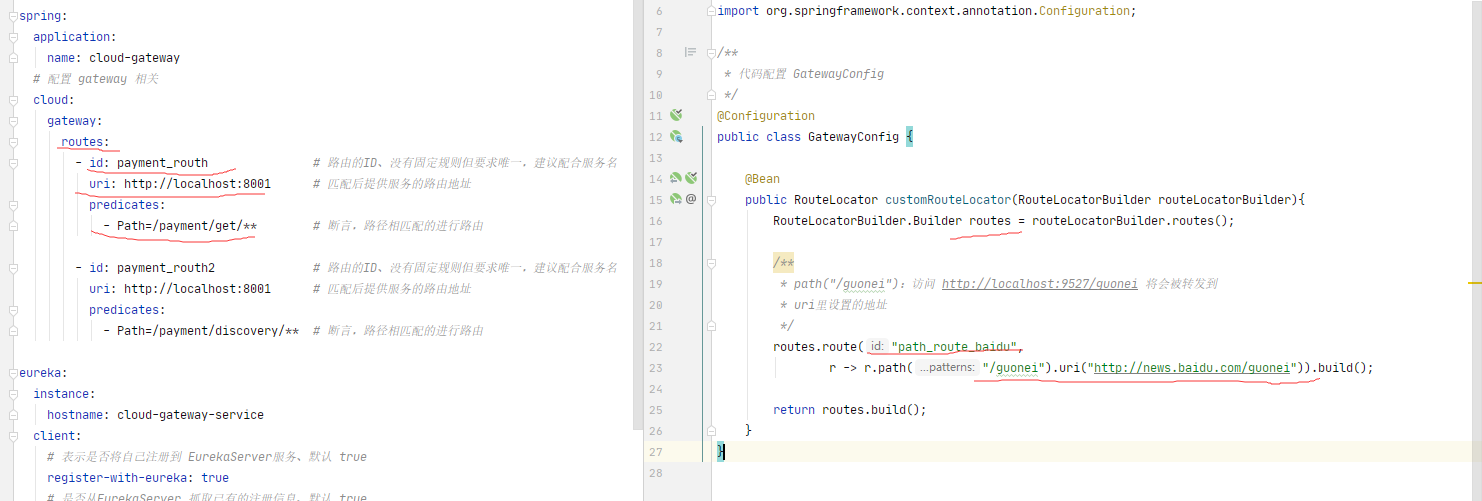 spring:
application:
name: cloud-gateway
# 配置 gateway 相关
cloud:
gateway:
routes:
- id: payment_routh # 路由的ID、没有固定规则但要求唯一，建议配合服务名
uri: http://localhost:8001 # 匹配后提供服务的路由地址
predicates:
- Path=/payment/get/** # 断言，路径相匹配的进行路由
- id: payment_routh2 # 路由的ID、没有固定规则但要求唯一，建议配合服务名
uri: http://localhost:8001 # 匹配后提供服务的路由地址
predicates:
- Path=/payment/discovery/** # 断言，路径相匹配的进行路由
eureka:
instance:
hostname: cloud-gateway-service
client:
# 表示是否将自己注册到 EurekaServer服务、默认 true
register-with-eureka: true
# 是否从EurekaServer 抓取已有的注册信息，默认 true
6 import org.springframework.context.annotation.Configuration;
7
8 /**
9 * 代码配置 GatewayConfig
10 */
11 @Configuration
12 public class GatewayConfig {
13
14 @Bean
15 @ public RouteLocator customRouteLocator(RouteLocatorBuilder routeLocatorBuilder){
16 RouteLocatorBuilder.Builder routes = routeLocatorBuilder.routes();
17
18 /**
19 * path("/guonei")：访问 http://localhost:9527/guonei 将会被转发到
20 * uri里设置的地址
21 */
22 routes.route( id: "path_route_baidu",
23 r -> r.path( ...patterns: "/guonei").uri("http://news.baidu.com/guonei")).build();
24
25 return routes.build();
26 }
27 }
28